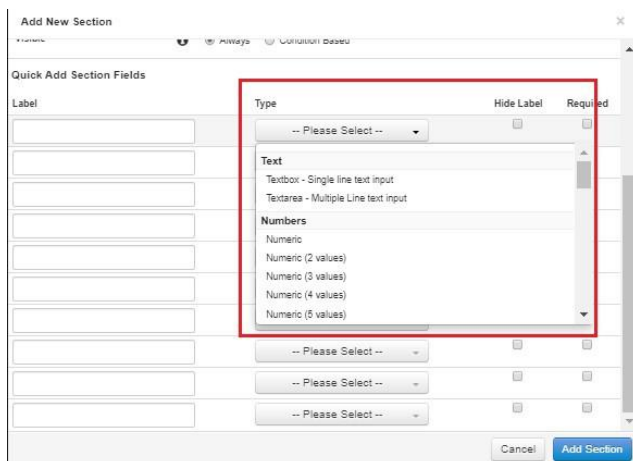 Add New Section ×
Visible Always Condition Based
Quick Add Section Fields
Label Type Hide Label Required
-- Please Select --
Text
Textbox - Single line text input
Textarea - Multiple Line text input
Numbers
Numeric
Numeric (2 values)
Numeric (3 values)
Numeric (4 values)
Numeric (5 values)
-- Please Select --
-- Please Select --
-- Please Select --
Cancel Add Section